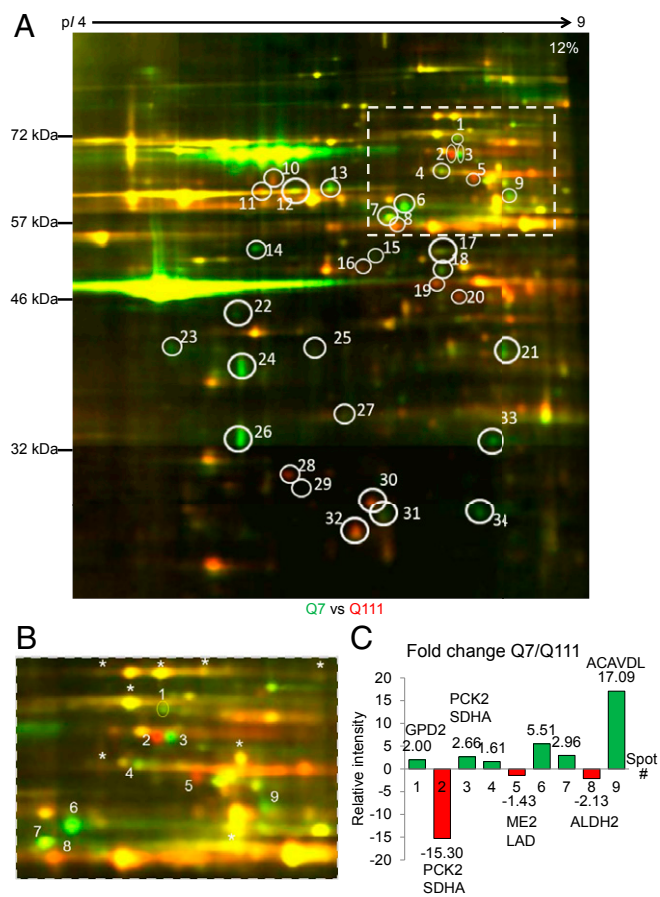 A
pI 4 9
12%
72 kDa
57 kDa
46 kDa
32 kDa
1
2 3
4 5
9
10 13
11 12
6
7 8
14
15 17
16 18
19 20
22
23 25 21
24
27
26 33
28
29 30
31 34
32
Q7 vs Q111
B
* * * *
* 1
2 3
* *
4 5
9
6
7 8
*
C
Fold change Q7/Q111
Relative intensity
20
15
10
5
0
-5
-10
-15
-20
GPD2
2.00
PCK2
SDHA
2.66
1.61
5.51
2.96
ACAVDL
17.09
Spot
#
1 2 3 4 5 6 7 8 9
-1.43
ME2
LAD
-2.13
ALDH2
-15.30
PCK2
SDHA